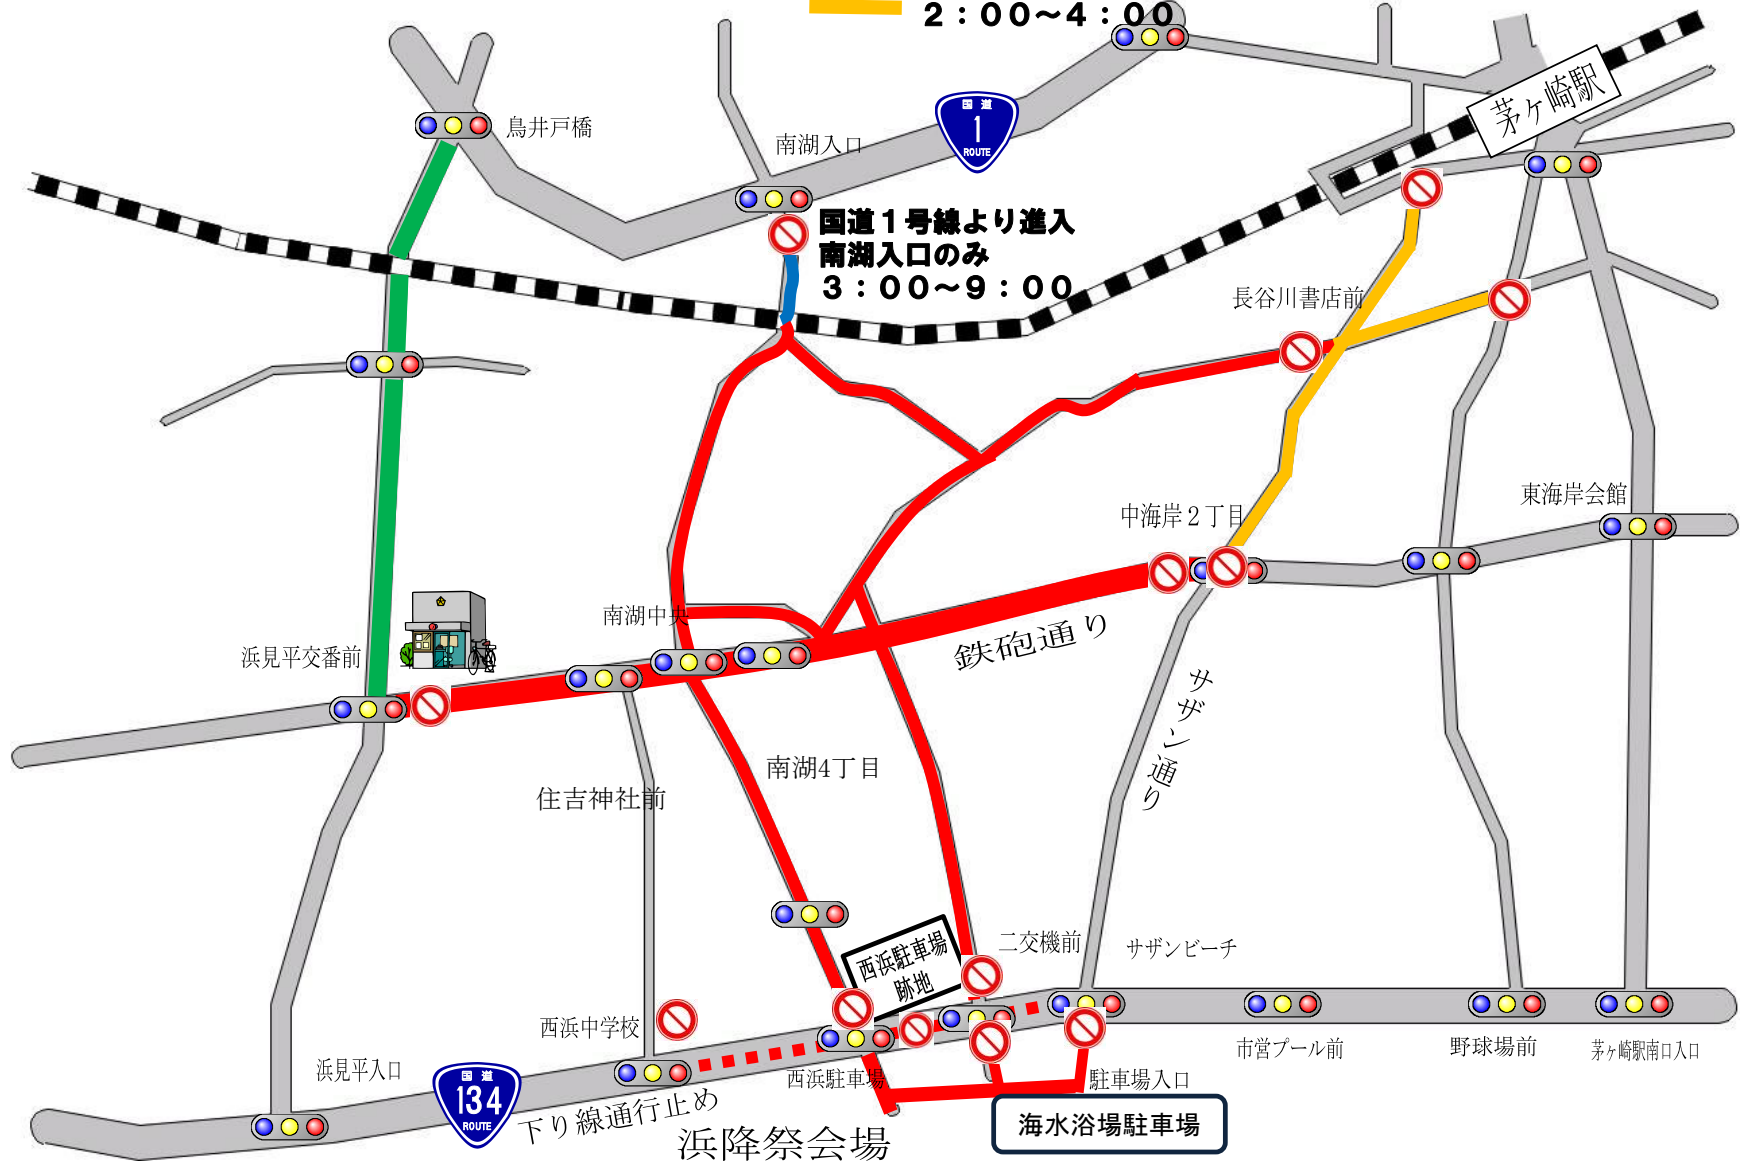 2：00～4：00
鳥井戸橋
南湖入口
国道
1
ROUTE
茅ヶ崎駅
国道１号線より進入
南湖入口のみ
3：00～9：00
長谷川書店前
東海岸会館
中海岸２丁目
南湖中央
浜見平交番前
鉄砲通り
サザン通り
南湖4丁目
住吉神社前
西浜駐車場
跡地
二交機前
サザンビーチ
西浜中学校
浜見平入口
国道
134
ROUTE
下り線通行止め
西浜駐車場
駐車場入口
市営プール前
野球場前
茅ヶ崎駅南口入口
海水浴場駐車場
浜降祭会場